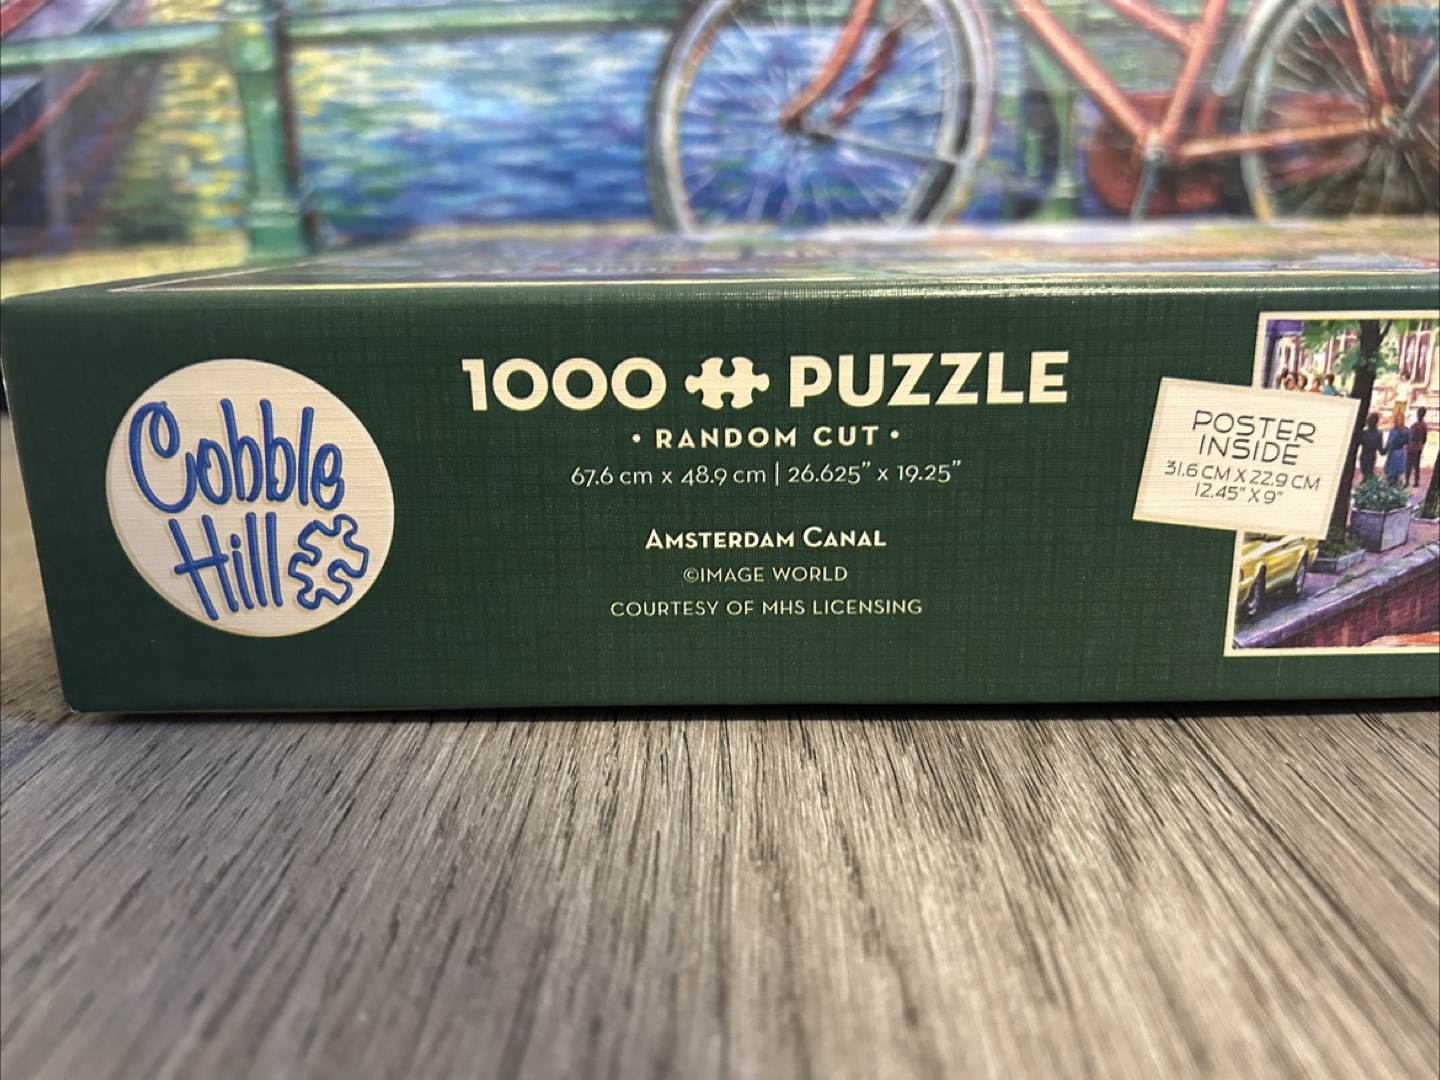 Cobble
Hill
1000 PUZZLE
• RANDOM CUT •
67.6 cm x 48.9 cm | 26.625" x 19.25"
AMSTERDAM CANAL
©IMAGE WORLD
COURTESY OF MHS LICENSING
POSTER
INSIDE
31.6 CM X 22.9 CM
12.45" X 9"